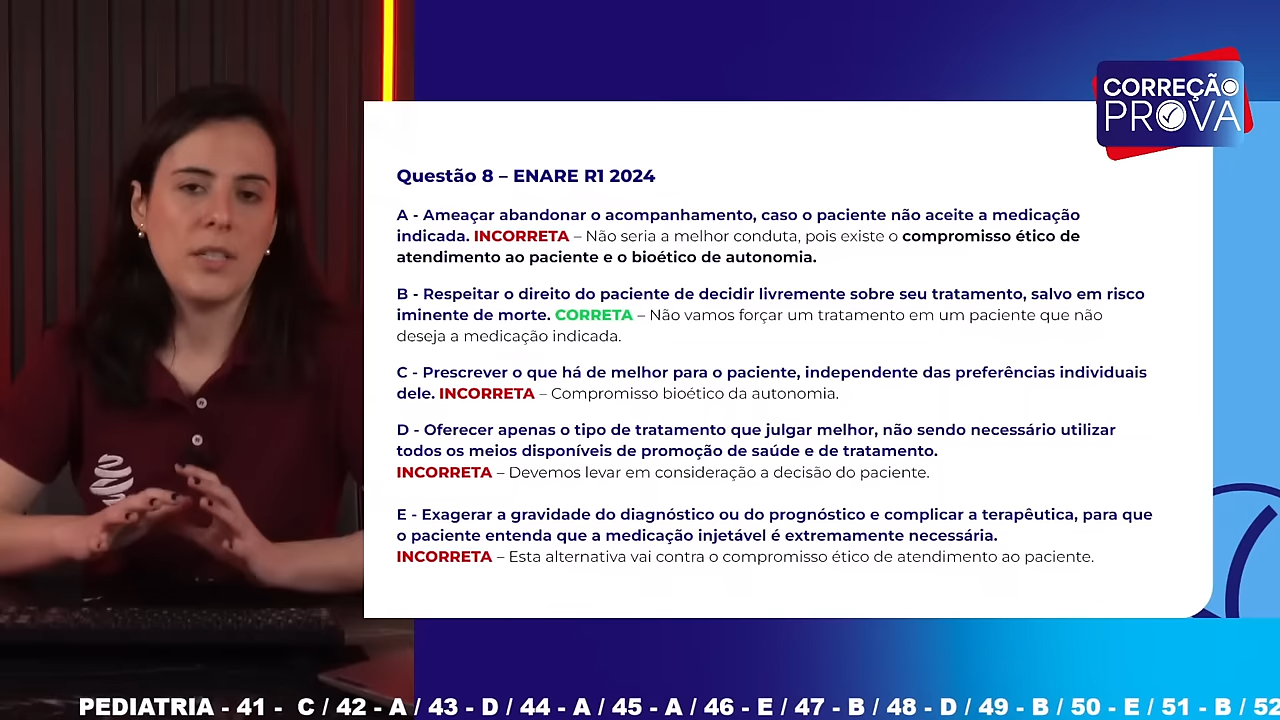 CORREÇÃO
PROVA
Questão 8 – ENARE R1 2024
A - Ameaçar abandonar o acompanhamento, caso o paciente não aceite a medicação
indicada. INCORRETA – Não seria a melhor conduta, pois existe o compromisso ético de
atendimento ao paciente e o bioético de autonomia.
B - Respeitar o direito do paciente de decidir livremente sobre seu tratamento, salvo em risco
iminente de morte. CORRETA – Não vamos forçar um tratamento em um paciente que não
deseja a medicação indicada.
C - Prescrever o que há de melhor para o paciente, independente das preferências individuais
dele. INCORRETA – Compromisso bioético da autonomia.
D - Oferecer apenas o tipo de tratamento que julgar melhor, não sendo necessário utilizar
todos os meios disponíveis de promoção de saúde e de tratamento.
INCORRETA – Devemos levar em consideração a decisão do paciente.
E - Exagerar a gravidade do diagnóstico ou do prognóstico e complicar a terapêutica, para que
o paciente entenda que a medicação injetável é extremamente necessária.
INCORRETA – Esta alternativa vai contra o compromisso ético de atendimento ao paciente.
PEDIATRIA - 41 - C / 42 - A / 43 - D / 44 - A / 45 - A / 46 - E / 47 - B / 48 - D / 49 - B / 50 - E / 51 - B / 52